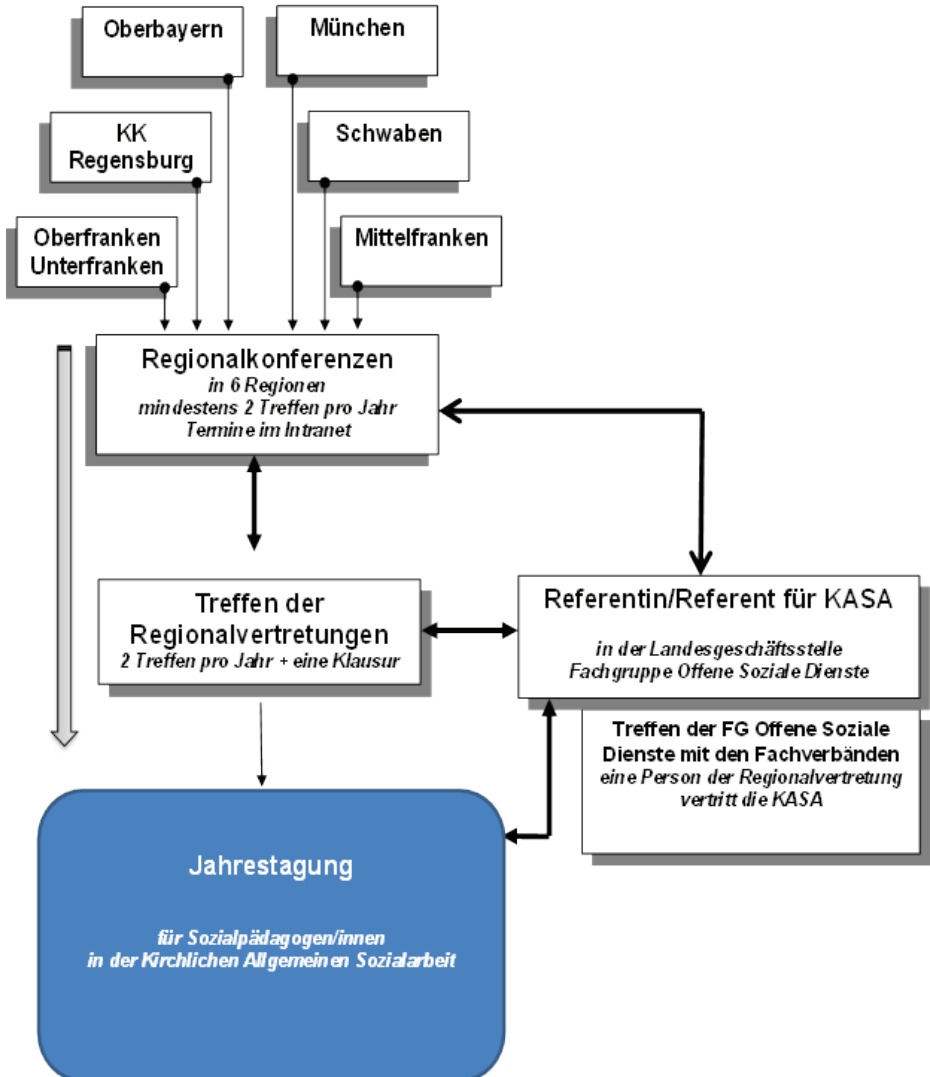 Oberbayern
München
KK
Regensburg
Schwaben
Oberfranken
Unterfranken
Mittelfranken
Regionalkonferenzen
in 6 Regionen
mindestens 2 Treffen pro Jahr
Termine im Intranet
Treffen der
Regionalvertretungen
2 Treffen pro Jahr + eine Klausur
Referentin/Referent für KASA
in der Landesgeschäftsstelle
Fachgruppe Offene Soziale Dienste
Treffen der FG Offene Soziale
Dienste mit den Fachverbänden
eine Person der Regionalvertretung
vertritt die KASA
Jahrestagung
für Sozialpädagogen/innen
in der Kirchlichen Allgemeinen Sozialarbeit